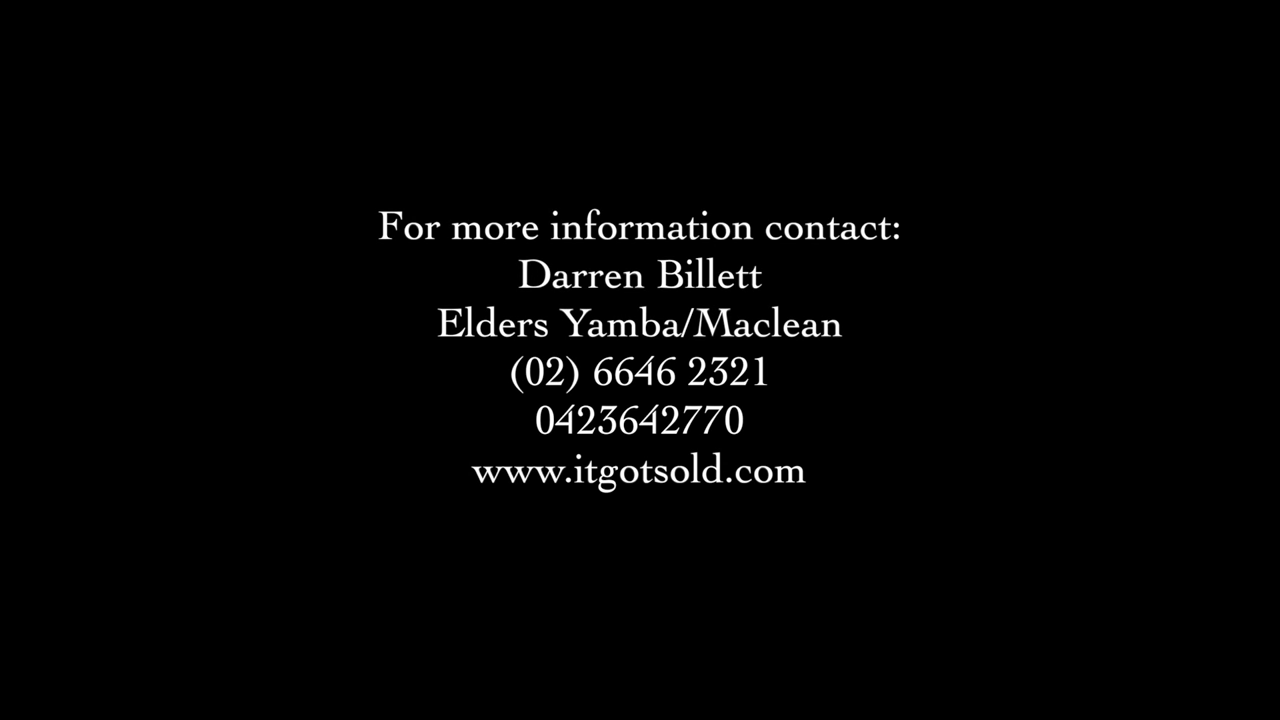 For more information contact:
Darren Billett
Elders Yamba/Maclean
(02) 6646 2321
0423642770
www.itgotsold.com